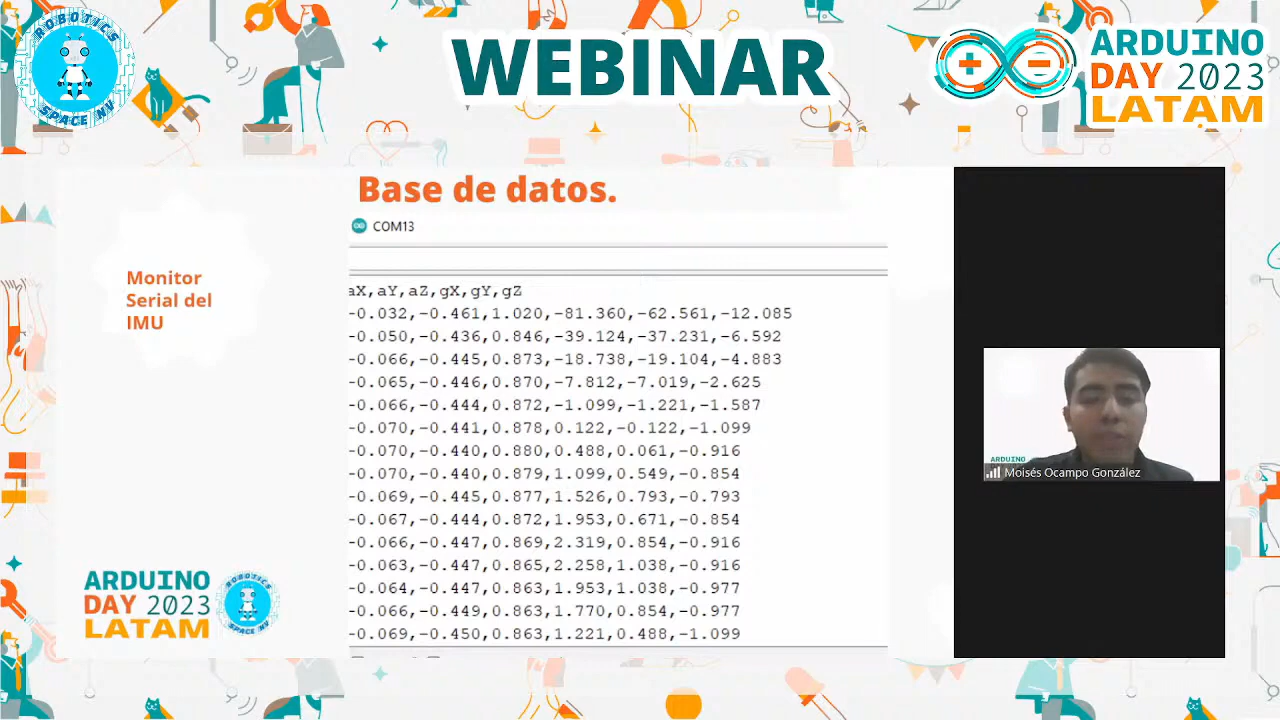 ROBOTICS
SPACE NV
WEBINAR
ARDUINO
DAY 2023
LATAM
Base de datos.
COM13
Monitor
Serial del
IMU
aX,aY,aZ,gX,gY,gZ
-0.032,-0.461,1.020,-81.360,-62.561,-12.085
-0.050,-0.436,0.846,-39.124,-37.231,-6.592
-0.066,-0.445,0.873,-18.738,-19.104,-4.883
-0.065,-0.446,0.870,-7.812,-7.019,-2.625
-0.066,-0.444,0.872,-1.099,-1.221,-1.587
-0.070,-0.441,0.878,0.122,-0.122,-1.099
-0.070,-0.440,0.880,0.488,0.061,-0.916
-0.070,-0.440,0.879,1.099,0.549,-0.854
-0.069,-0.445,0.877,1.526,0.793,-0.793
-0.067,-0.444,0.872,1.953,0.671,-0.854
-0.066,-0.447,0.869,2.319,0.854,-0.916
-0.063,-0.447,0.865,2.258,1.038,-0.916
-0.064,-0.447,0.863,1.953,1.038,-0.977
-0.066,-0.449,0.863,1.770,0.854,-0.977
-0.069,-0.450,0.863,1.221,0.488,-1.099
ARDUINO
Moisés Ocampo González
ARDUINO
DAY 2023
LATAM
ROBOTICS
SPACE NV